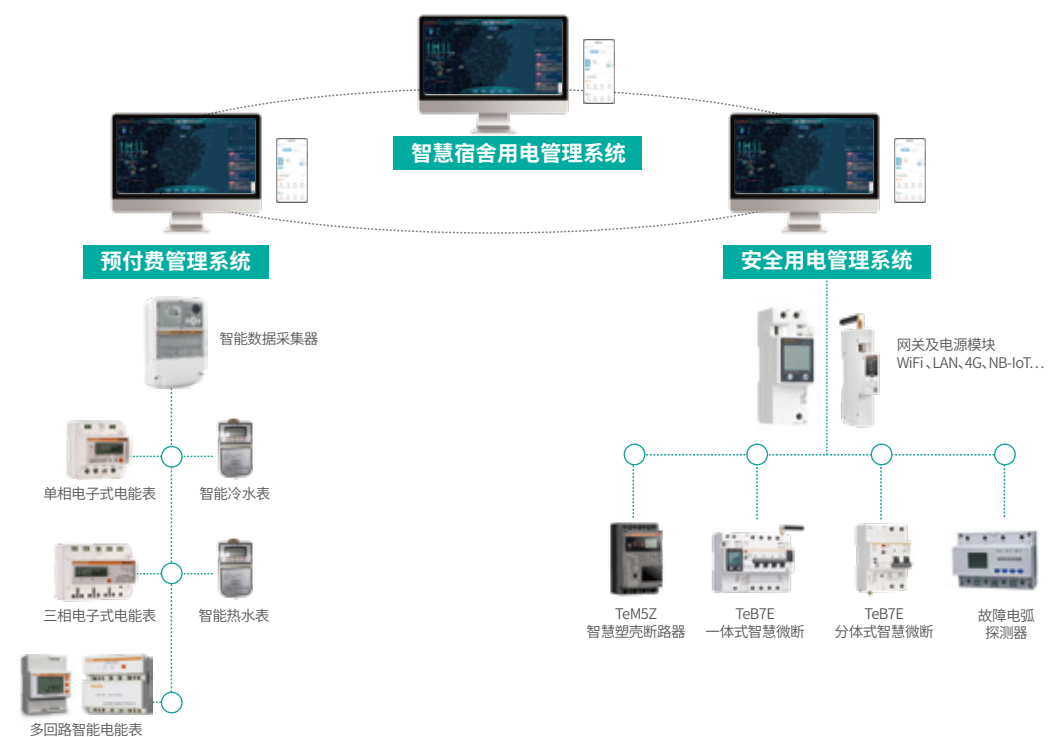 智慧宿舍用电管理系统
预付费管理系统
安全用电管理系统
智能数据采集器
网关及电源模块
WiFi、LAN、4G、NB-IoT...
单相电子式电能表
智能冷水表
三相电子式电能表
智能热水表
多回路智能电能表
TeM5Z
智慧塑壳断路器
TeB7E
一体式智慧微断
TeB7E
分体式智慧微断
故障电弧
探测器